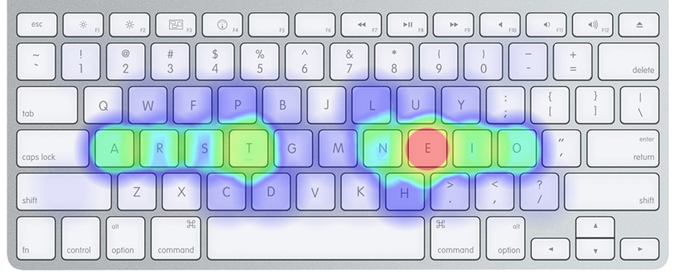 esc F1 F2 F3 F4 F5 F6 F7 F8 F9 F10 F11 F12
~ ! @ # $ % ^ & * ( ) _ +
` 1 2 3 4 5 6 7 8 9 0 - = delete
tab Q W F P B J L U Y : { } |
; [ ] \
caps lock A R S T G M N E I O " enter
' return
shift Z X C D V K H < > ? shift
, . /
alt ⌘ ⌘ alt
fn control option command command option